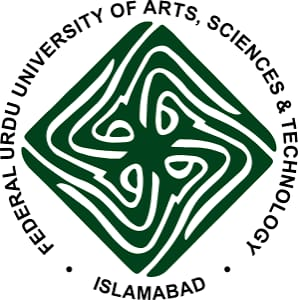 FEDERAL URDU UNIVERSITY OF ARTS, SCIENCES & TECHNOLOGY
• ISLAMABAD •